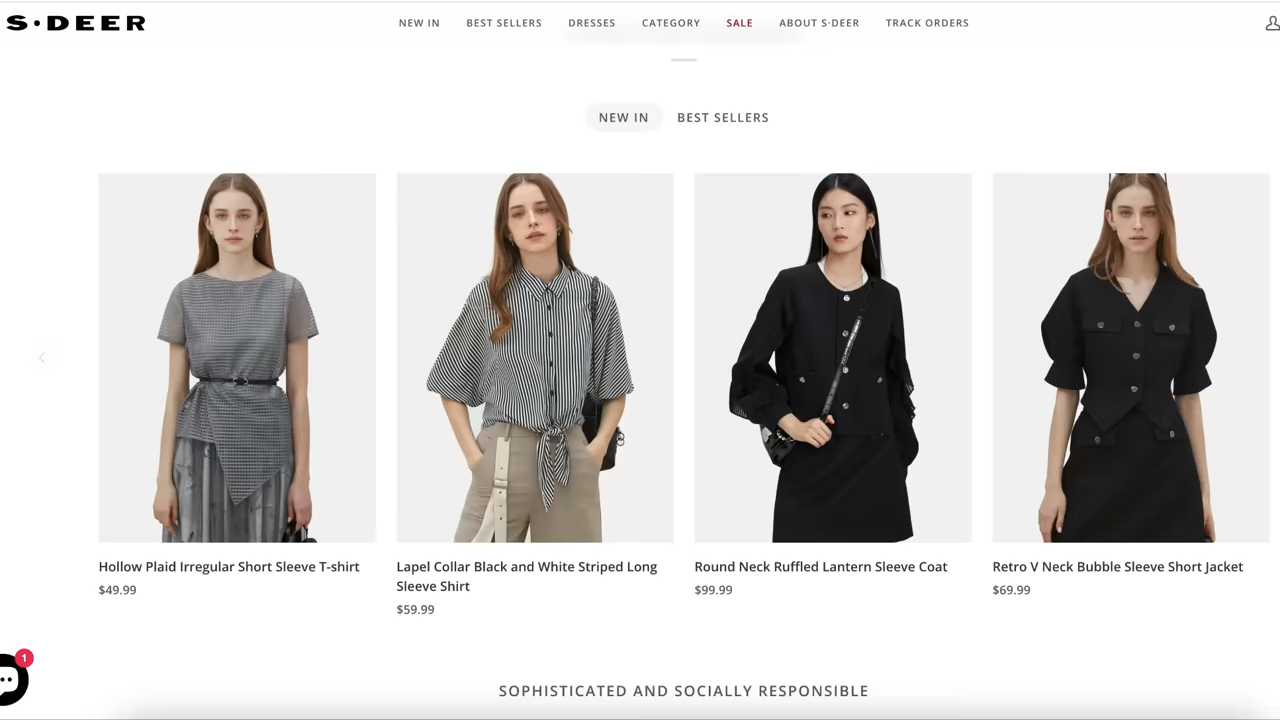 S·DEER
NEW IN
BEST SELLERS
DRESSES
CATEGORY
SALE
ABOUT S·DEER
TRACK ORDERS
NEW IN
BEST SELLERS
Hollow Plaid Irregular Short Sleeve T-shirt
$49.99
Lapel Collar Black and White Striped Long
Sleeve Shirt
$59.99
Round Neck Ruffled Lantern Sleeve Coat
$99.99
Retro V Neck Bubble Sleeve Short Jacket
$69.99
1
SOPHISTICATED AND SOCIALLY RESPONSIBLE